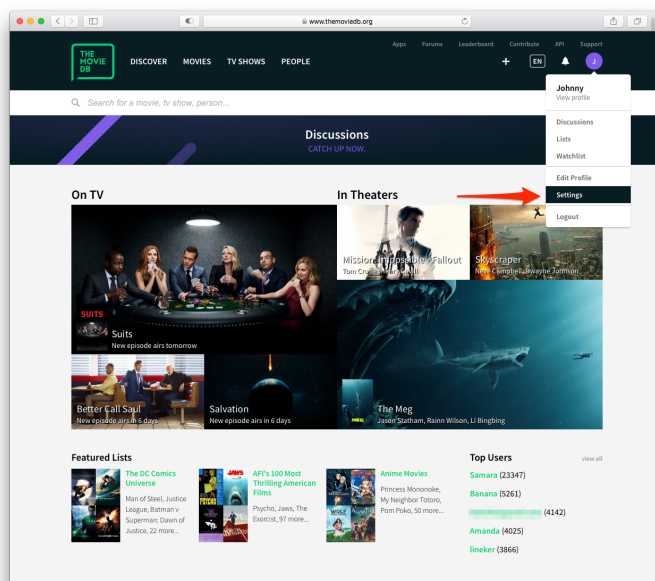 www.themoviedb.org
Apps Forums Leaderboard Contribute API Support
THE
MOVIE
DB
DISCOVER MOVIES TV SHOWS PEOPLE
+ EN J
Johnny
View profile
Discussions
Lists
Watchlist
Edit Profile
Settings
Logout
Search for a movie, tv show, person...
Discussions
CATCH UP NOW.
On TV
SUITS
Suits
New episode airs tomorrow
Better Call Saul
New episode airs in 6 days
Salvation
New episode airs in 6 days
In Theaters
Mission: Impossible - Fallout
Tom Cruise, Henry Cavill
Skyscraper
Neve Campbell, Dwayne Johnson
The Meg
Jason Statham, Rainn Wilson, Li Bingbing
Featured Lists
The DC Comics
Universe
Man of Steel, Justice
League, Batman v
Superman: Dawn of
Justice, 22 more...
PSYCHO
JAWS
AFI's 100 Most
Thrilling American
Films
Psycho, Jaws, The
Exorcist, 97 more...
Anime Movies
Princess Mononoke,
My Neighbor Totoro,
Pom Poko, 50 more...
Top Users
view all
Samara (23347)
Banana (5261)
(4142)
Amanda (4025)
lineker (3866)